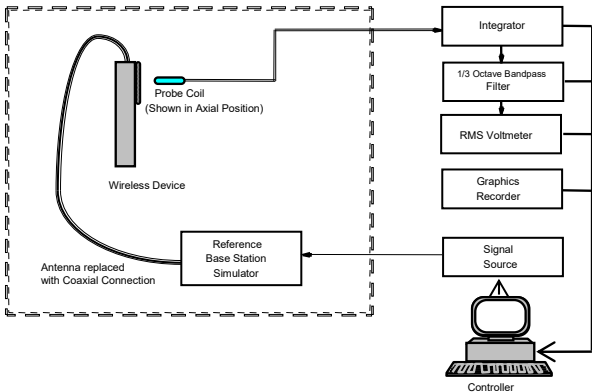 Integrator
1/3 Octave Bandpass
Filter
RMS Voltmeter
Graphics
Recorder
Signal
Source
Controller
Probe Coil
(Shown in Axial Position)
Wireless Device
Reference
Base Station
Simulator
Antenna replaced
with Coaxial Connection